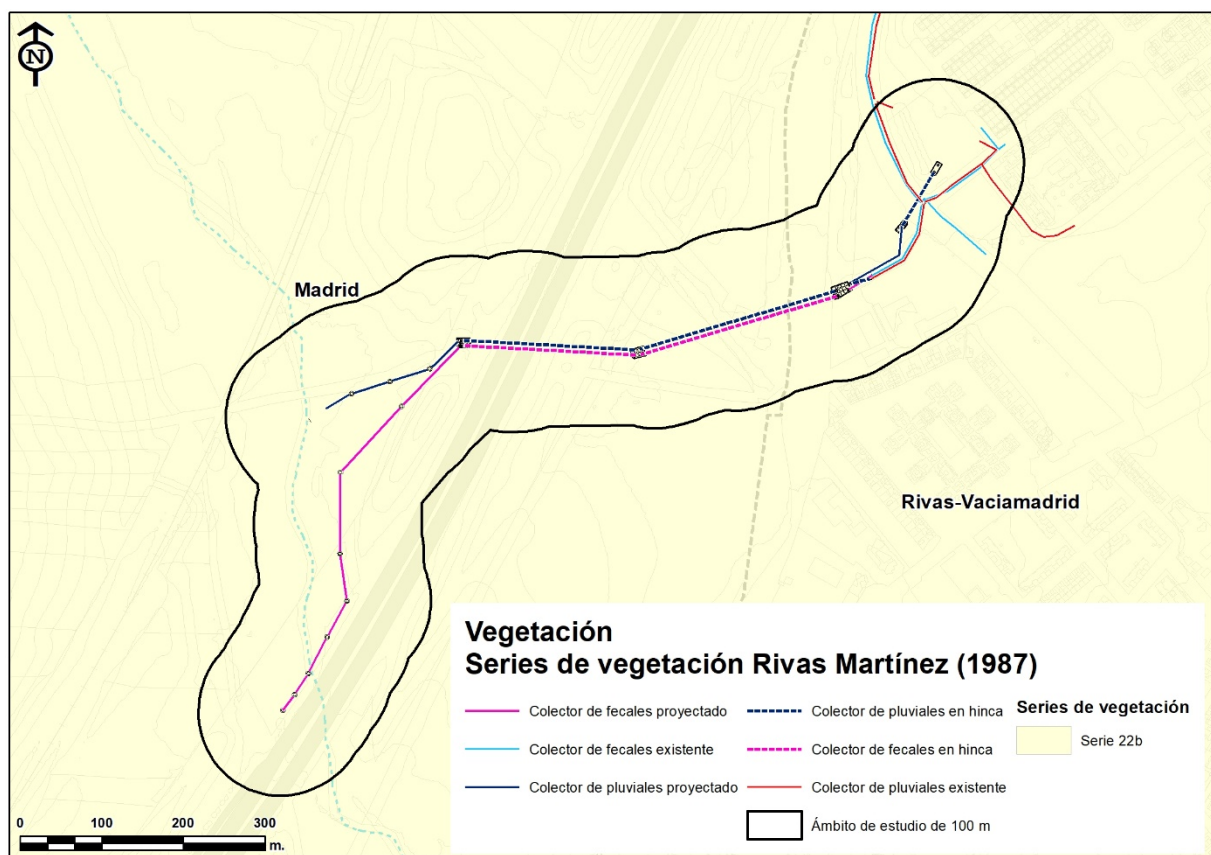 N
Madrid
Rivas-Vaciamadrid
Vegetación
Series de vegetación Rivas Martínez (1987)
Colector de fecales proyectado
Colector de pluviales en hinca
Series de vegetación
Colector de fecales existente
Colector de fecales en hinca
Serie 22b
Colector de pluviales proyectado
Colector de pluviales existente
Ámbito de estudio de 100 m
0 100 200 300
m.